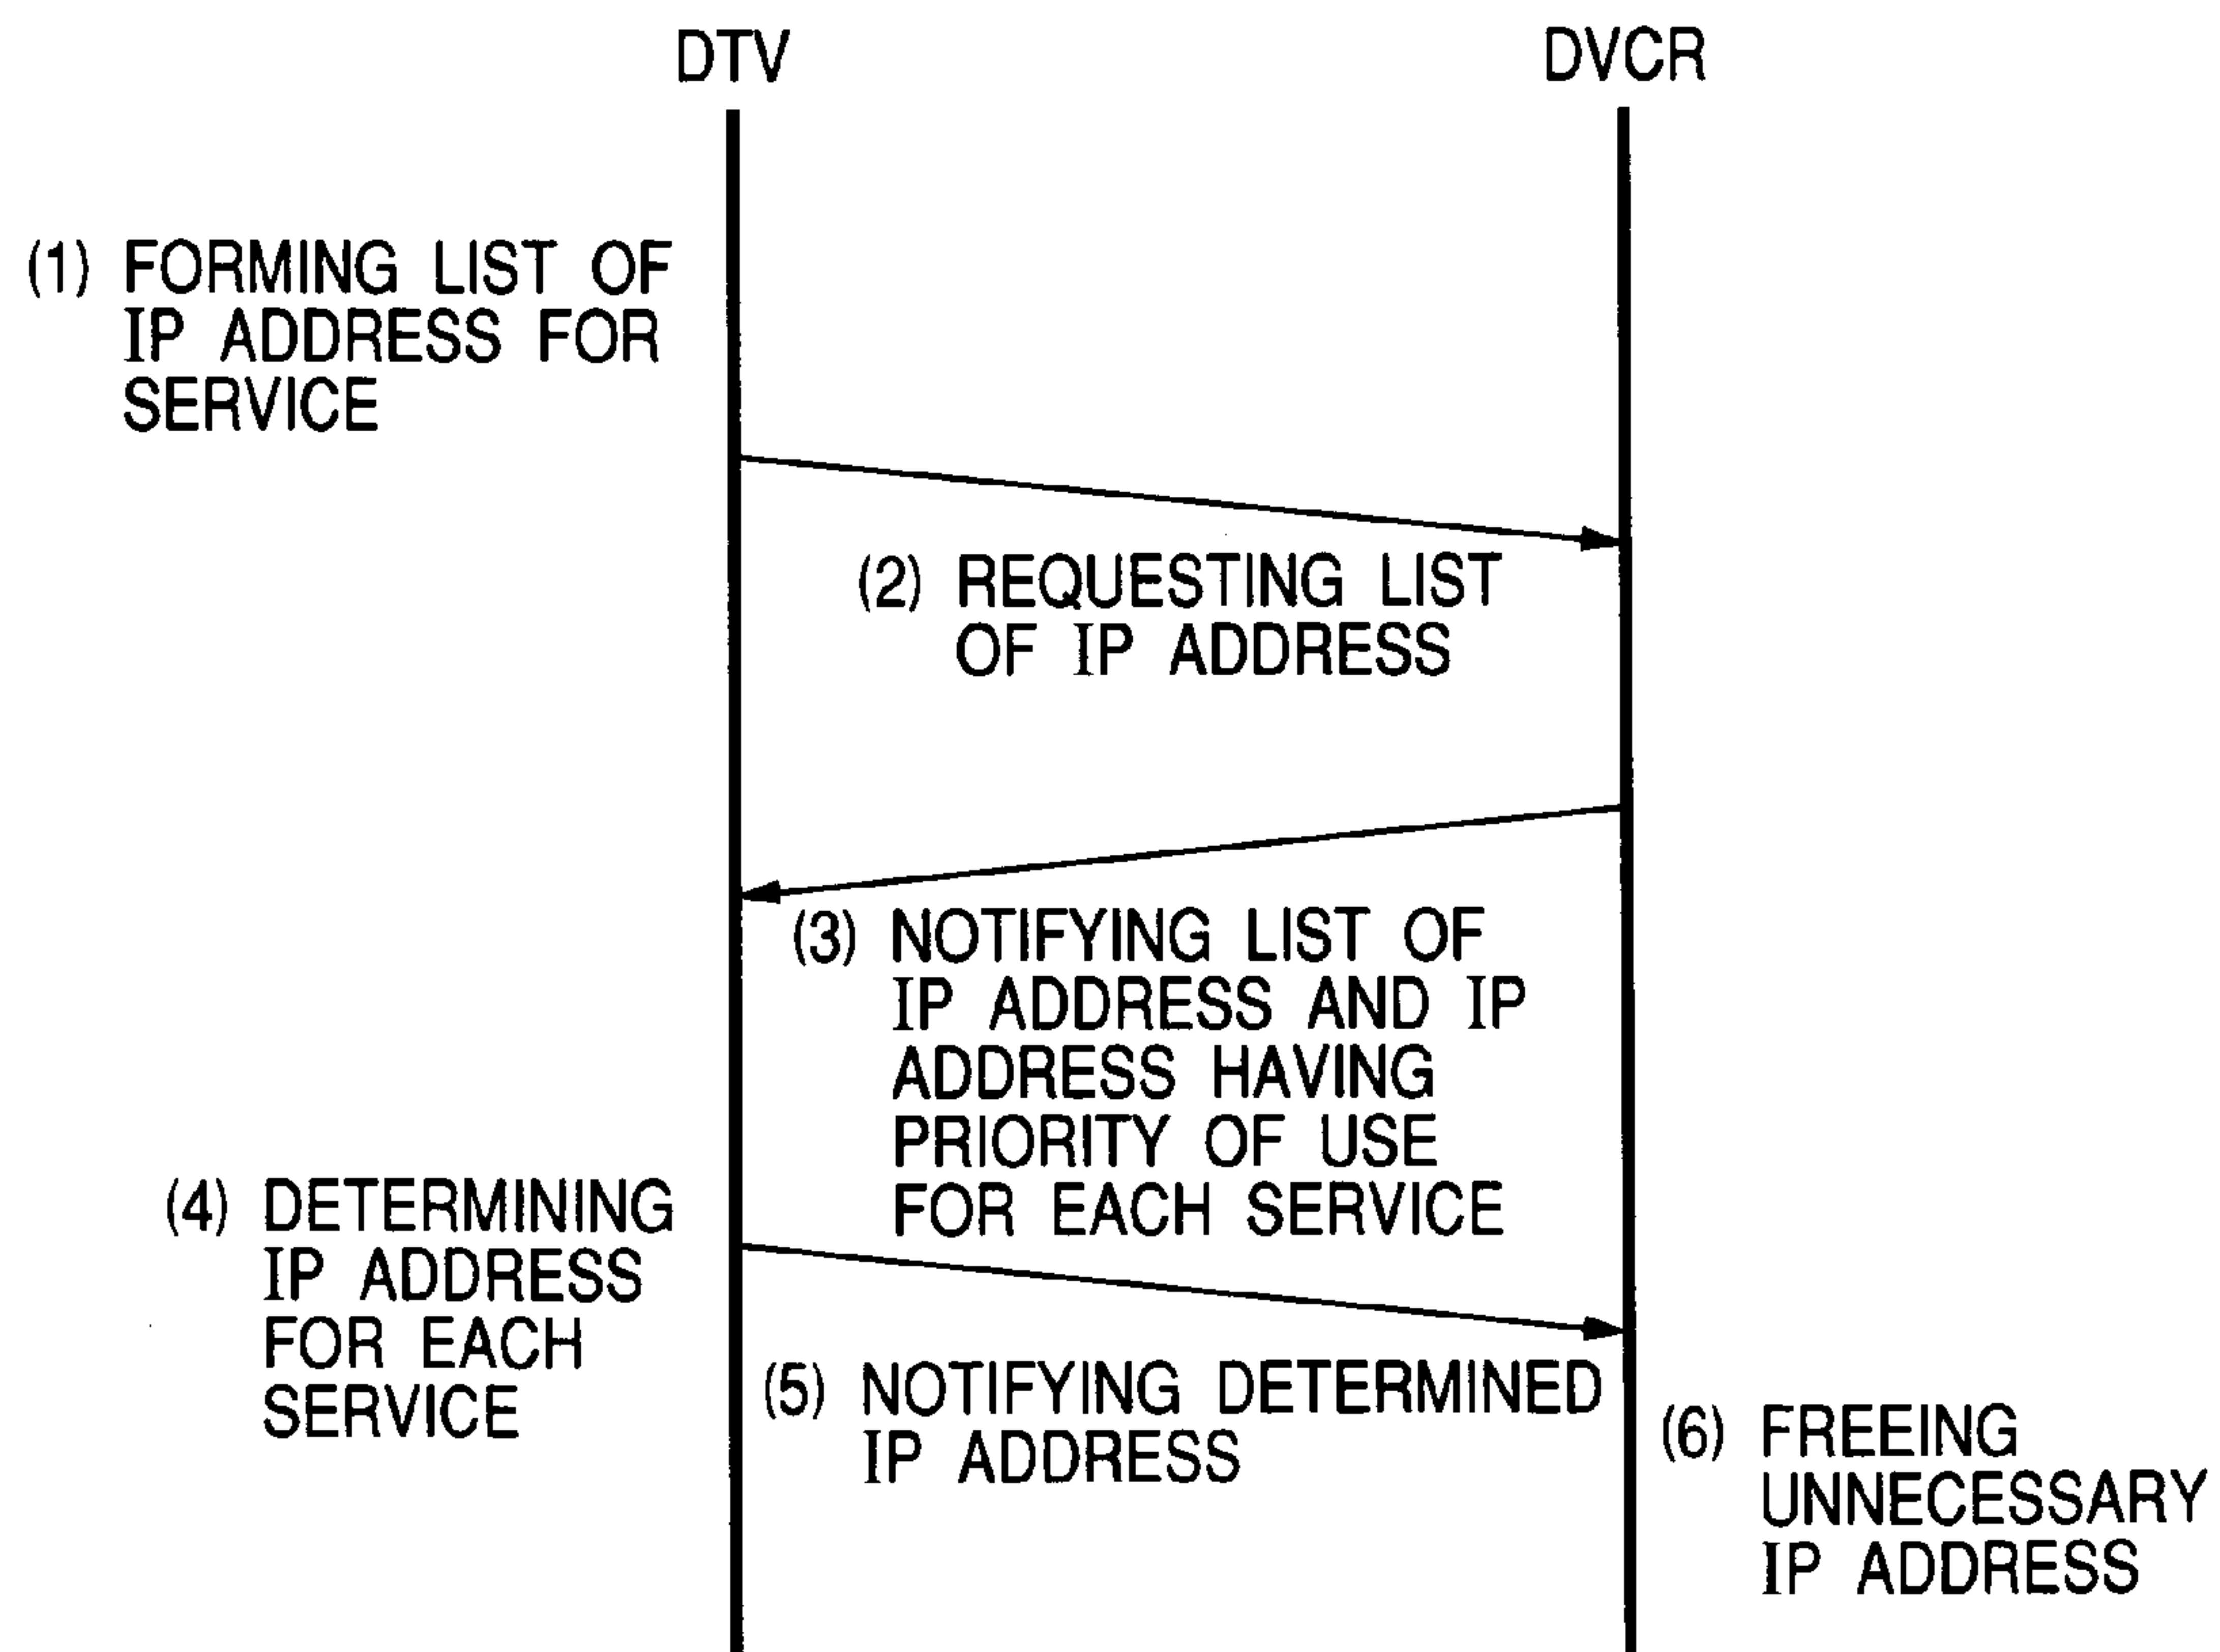 DTV
DVCR
(1) FORMING LIST OF
IP ADDRESS FOR
SERVICE
(2) REQUESTING LIST
OF IP ADDRESS
(3) NOTIFYING LIST OF
IP ADDRESS AND IP
ADDRESS HAVING
PRIORITY OF USE
FOR EACH SERVICE
(4) DETERMINING
IP ADDRESS
FOR EACH
SERVICE
(5) NOTIFYING DETERMINED
IP ADDRESS
(6) FREEING
UNNECESSARY
IP ADDRESS